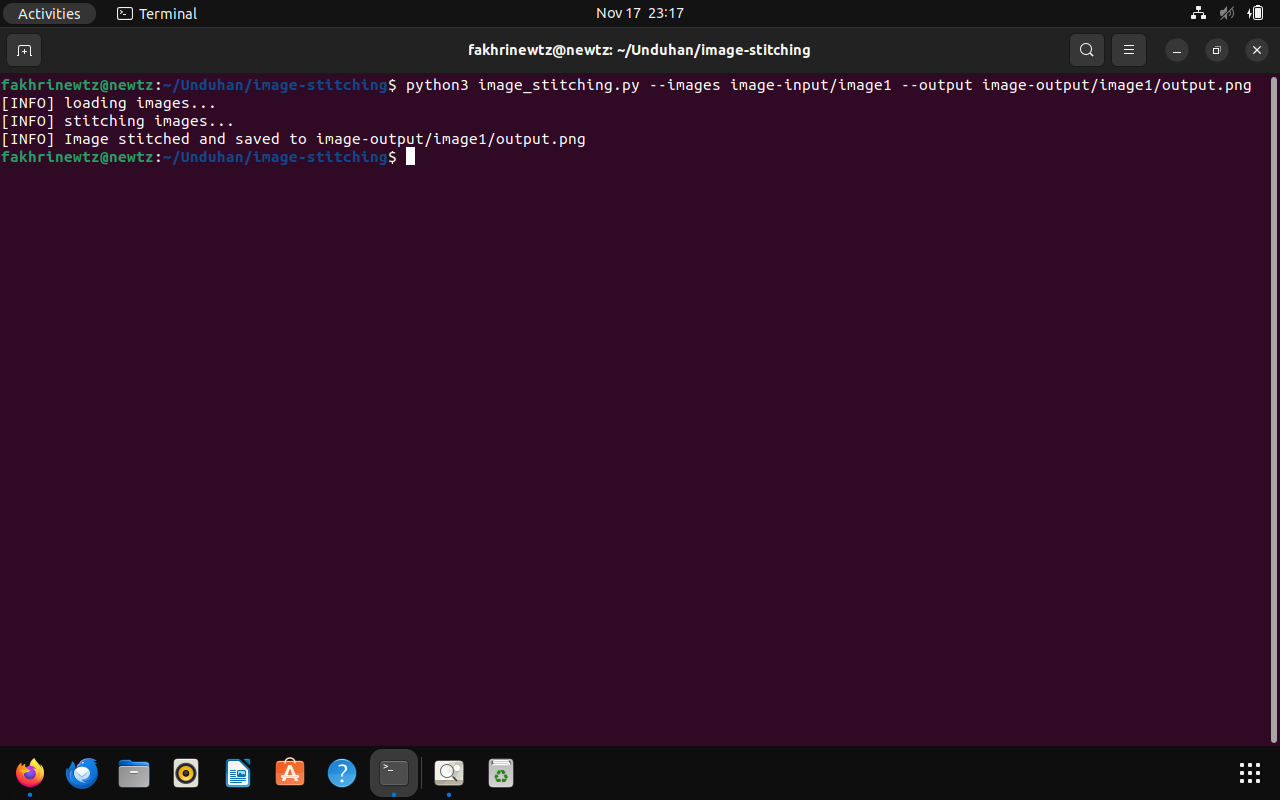 Activities
Terminal
Nov 17 23:17
fakhrinewtz@newtz: ~/Unduhan/image-stitching
fakhrinewtz@newtz:~/Unduhan/image-stitching$ python3 image_stitching.py --images image-input/image1 --output image-output/image1/output.png
[INFO] loading images...
[INFO] stitching images...
[INFO] Image stitched and saved to image-output/image1/output.png
fakhrinewtz@newtz:~/Unduhan/image-stitching$